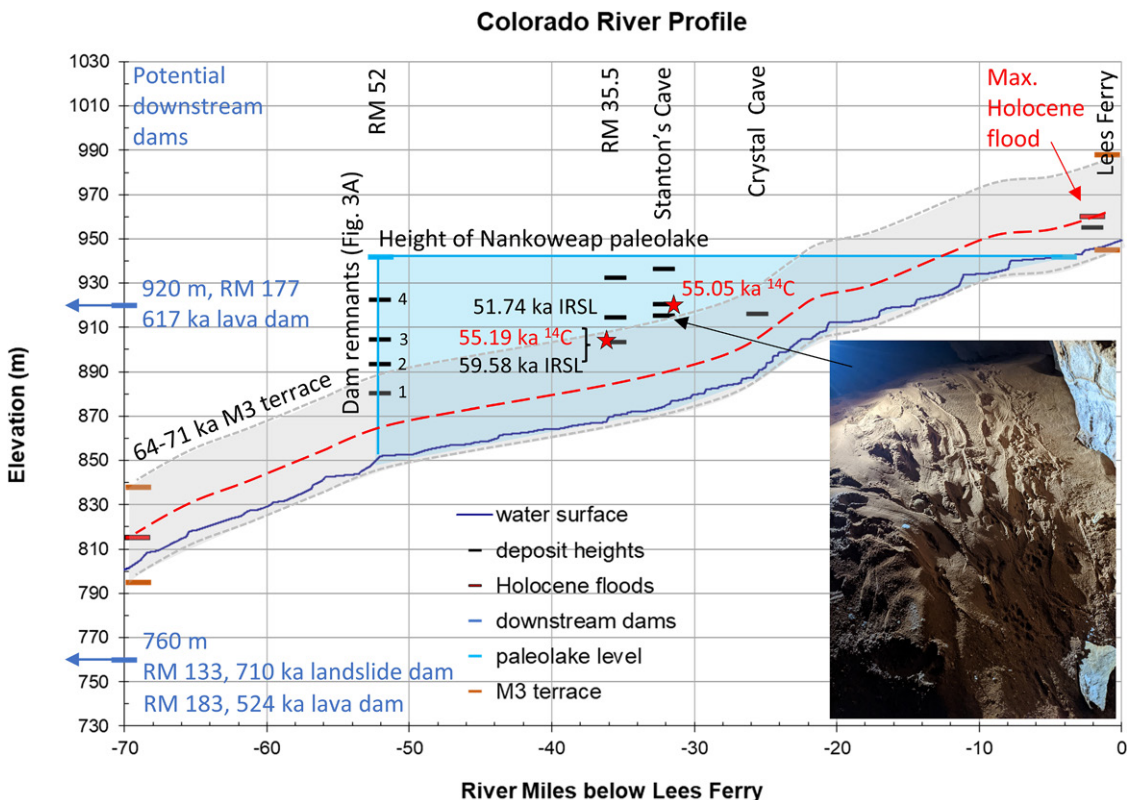 Colorado River Profile
Elevation (m)
1030
1010
990
970
950
930
910
890
870
850
830
810
790
770
750
730
Potential
downstream
dams
RM 52
RM 35.5
Stanton's Cave
Crystal Cave
Max.
Holocene
flood
Lees Ferry
Dam remnants (Fig. 3A)
Height of Nankoweap paleolake
920 m, RM 177
617 ka lava dam
4
3
2
1
51.74 ka IRSL
55.05 ka ¹⁴C
55.19 ka ¹⁴C
59.58 ka IRSL
64-71 ka M3 terrace
760 m
RM 133, 710 ka landslide dam
RM 183, 524 ka lava dam
water surface
deposit heights
Holocene floods
downstream dams
paleolake level
M3 terrace
-70
-60
-50
-40
-30
-20
-10
0
River Miles below Lees Ferry